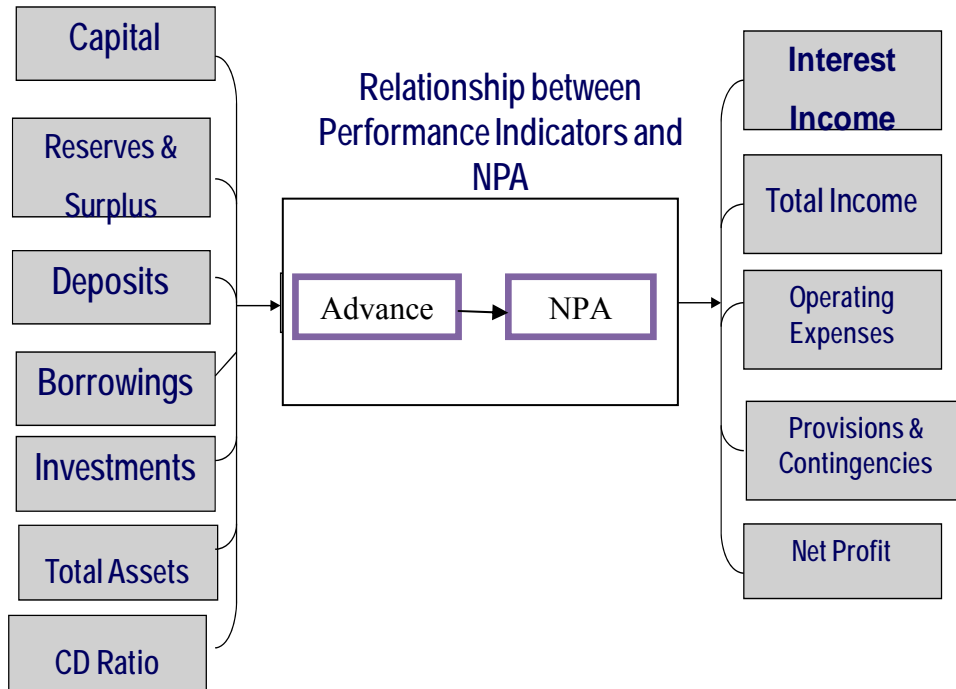 Capital
Reserves &
Surplus
Deposits
Borrowings
Investments
Total Assets
CD Ratio
Relationship between
Performance Indicators and
NPA
Advance
NPA
Interest
Income
Total Income
Operating
Expenses
Provisions &
Contingencies
Net Profit